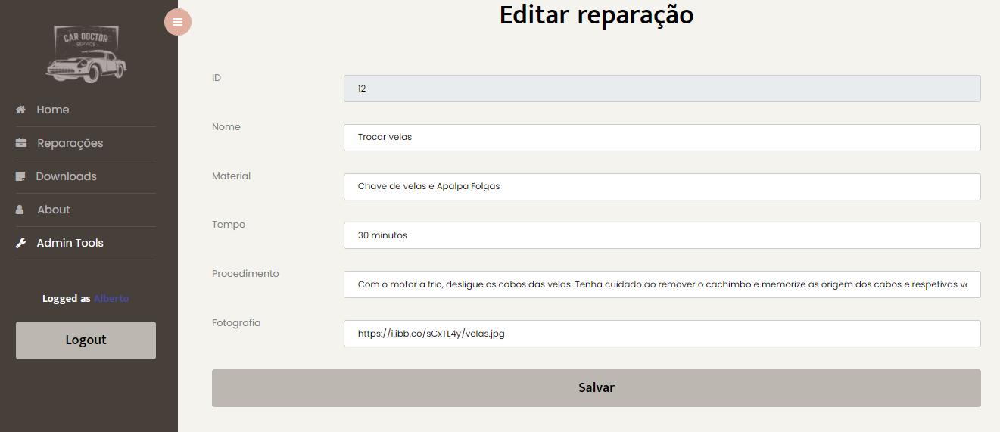 CAR DOCTOR
SERVICE
Home
Reparações
Downloads
About
Admin Tools
Logged as Alberto
Logout
Editar reparação
ID
12
Nome
Trocar velas
Material
Chave de velas e Apalpa Folgas
Tempo
30 minutos
Procedimento
Com o motor a frio, desligue os cabos das velas. Tenha cuidado ao remover o cachimbo e memorize as origem dos cabos e respetivas
Fotografia
https://i.ibb.co/sCxTL4y/velas.jpg
Salvar